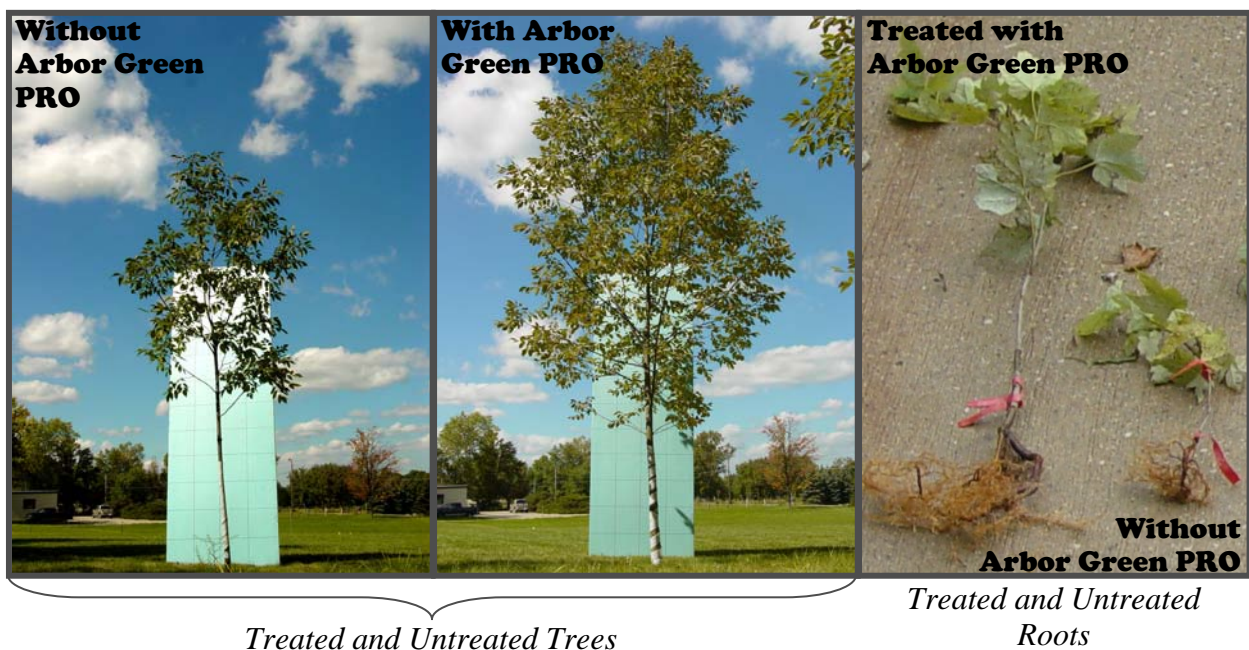 Without
Arbor Green
PRO
With Arbor
Green PRO
Treated with
Arbor Green PRO
Without
Arbor Green PRO
Treated and Untreated Trees
Treated and Untreated
Roots